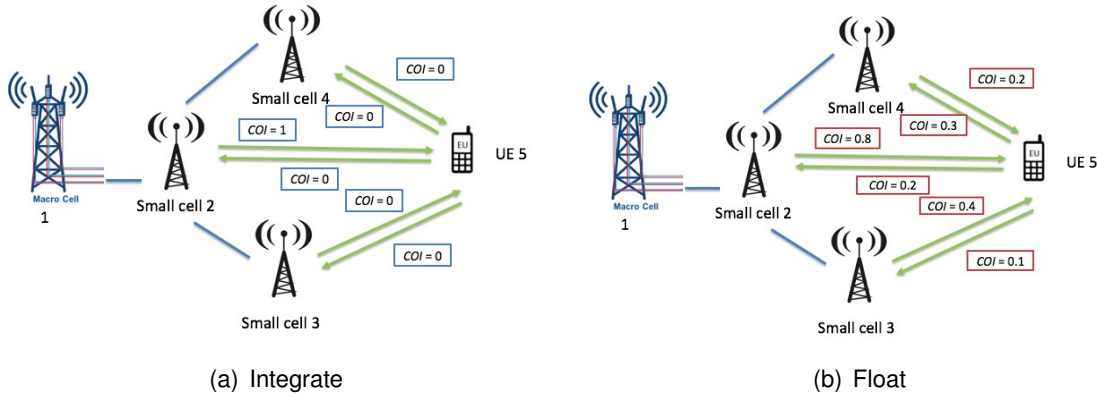 Small cell 4
COI = 0
COI = 0
COI = 1
EU
UE 5
COI = 0
COI = 0
Macro Cell
1
Small cell 2
COI = 0
Small cell 3
(a) Integrate
Small cell 4
COI = 0.2
COI = 0.3
COI = 0.8
EU
UE 5
COI = 0.2
COI = 0.4
Macro Cell
1
Small cell 2
COI = 0.1
Small cell 3
(b) Float